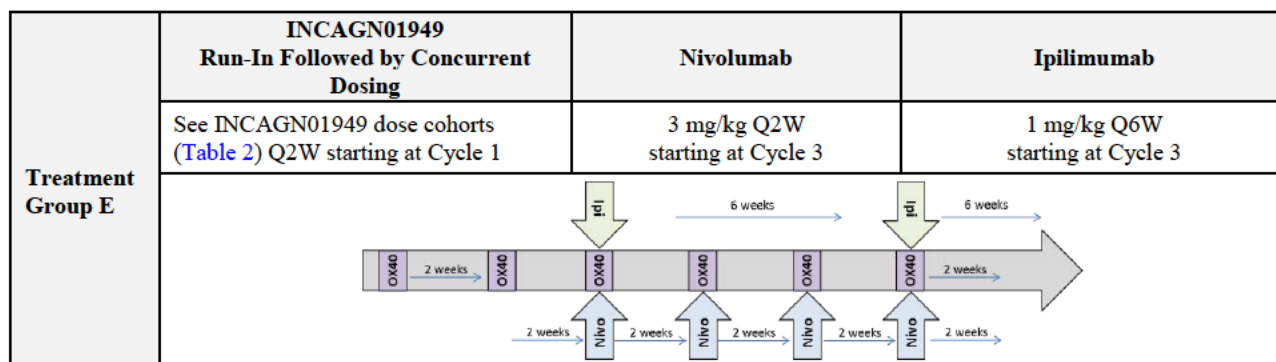 INCAGN01949
Run-In Followed by Concurrent
Dosing
Nivolumab
Ipilimumab
Treatment
Group E
See INCAGN01949 dose cohorts
(Table 2) Q2W starting at Cycle 1
3 mg/kg Q2W
starting at Cycle 3
1 mg/kg Q6W
starting at Cycle 3
Ipi
6 weeks
Ipi
6 weeks
OX40
2 weeks
OX40
OX40
OX40
OX40
OX40
2 weeks
2 weeks
Nivo
2 weeks
Nivo
2 weeks
Nivo
2 weeks
Nivo
2 weeks